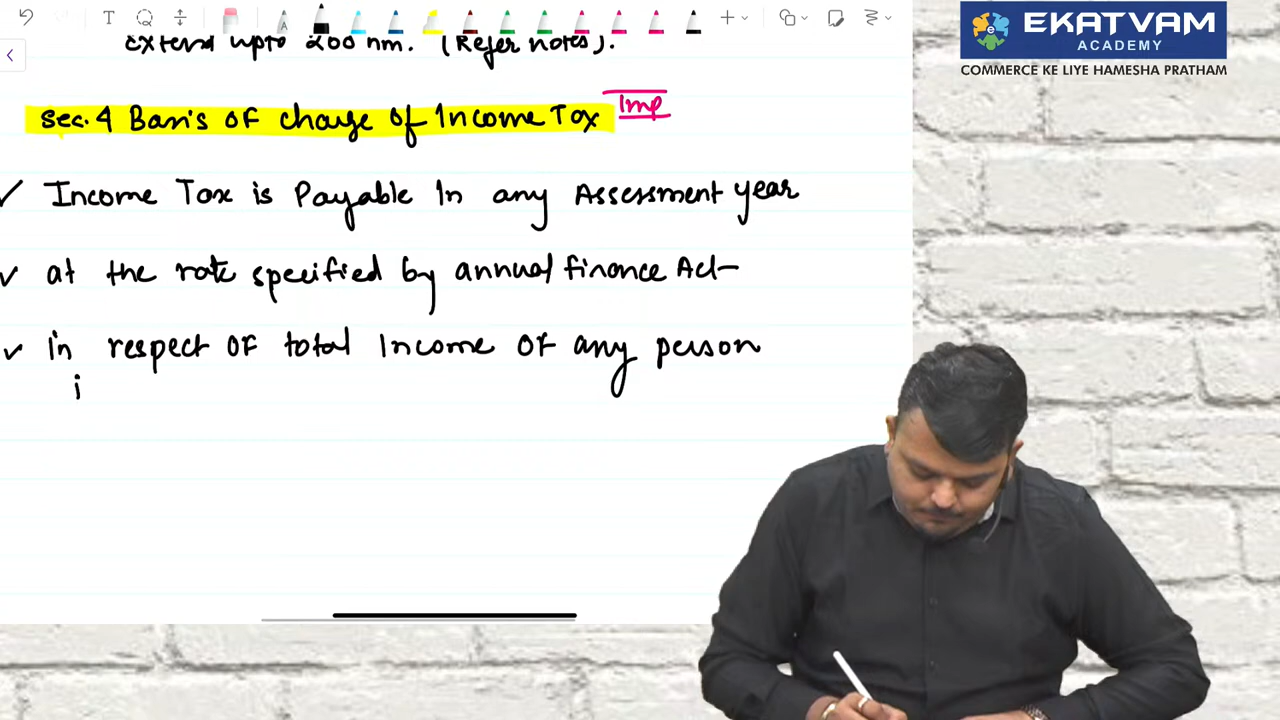 EKATVAM
ACADEMY
COMMERCE KE LIYE HAMESHA PRATHAM
extend upto 200 nm. (Refer notes).
Sec. 4 Basis of charge of Income Tax Imp
Income Tax is Payable In any Assessment year
at the rate specified by annual finance Act
in respect of total Income of any person
i